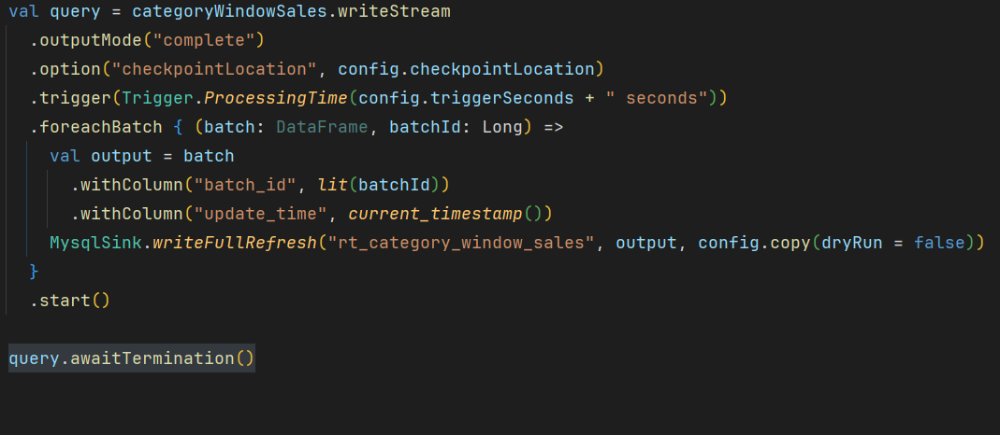 val query = categoryWindowSales.writeStream
.outputMode("complete")
.option("checkpointLocation", config.checkpointLocation)
.trigger(Trigger.ProcessingTime(config.triggerSeconds + " seconds"))
.foreachBatch { (batch: DataFrame, batchId: Long) =>
val output = batch
.withColumn("batch_id", lit(batchId))
.withColumn("update_time", current_timestamp())
MysqlSink.writeFullRefresh("rt_category_window_sales", output, config.copy(dryRun = false))
}
.start()
query.awaitTermination()